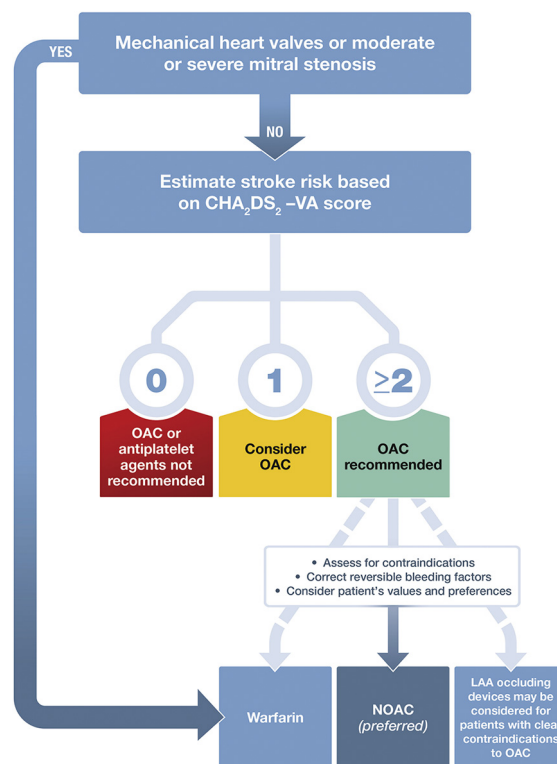 YES
Mechanical heart valves or moderate
or severe mitral stenosis
NO
Estimate stroke risk based
on CHA₂DS₂ –VA score
0
1
≥2
OAC or
antiplatelet
agents not
recommended
Consider
OAC
OAC
recommended
• Assess for contraindications
• Correct reversible bleeding factors
• Consider patient's values and preferences
Warfarin
NOAC
(preferred)
LAA occluding
devices may be
considered for
patients with clear
contraindications
to OAC